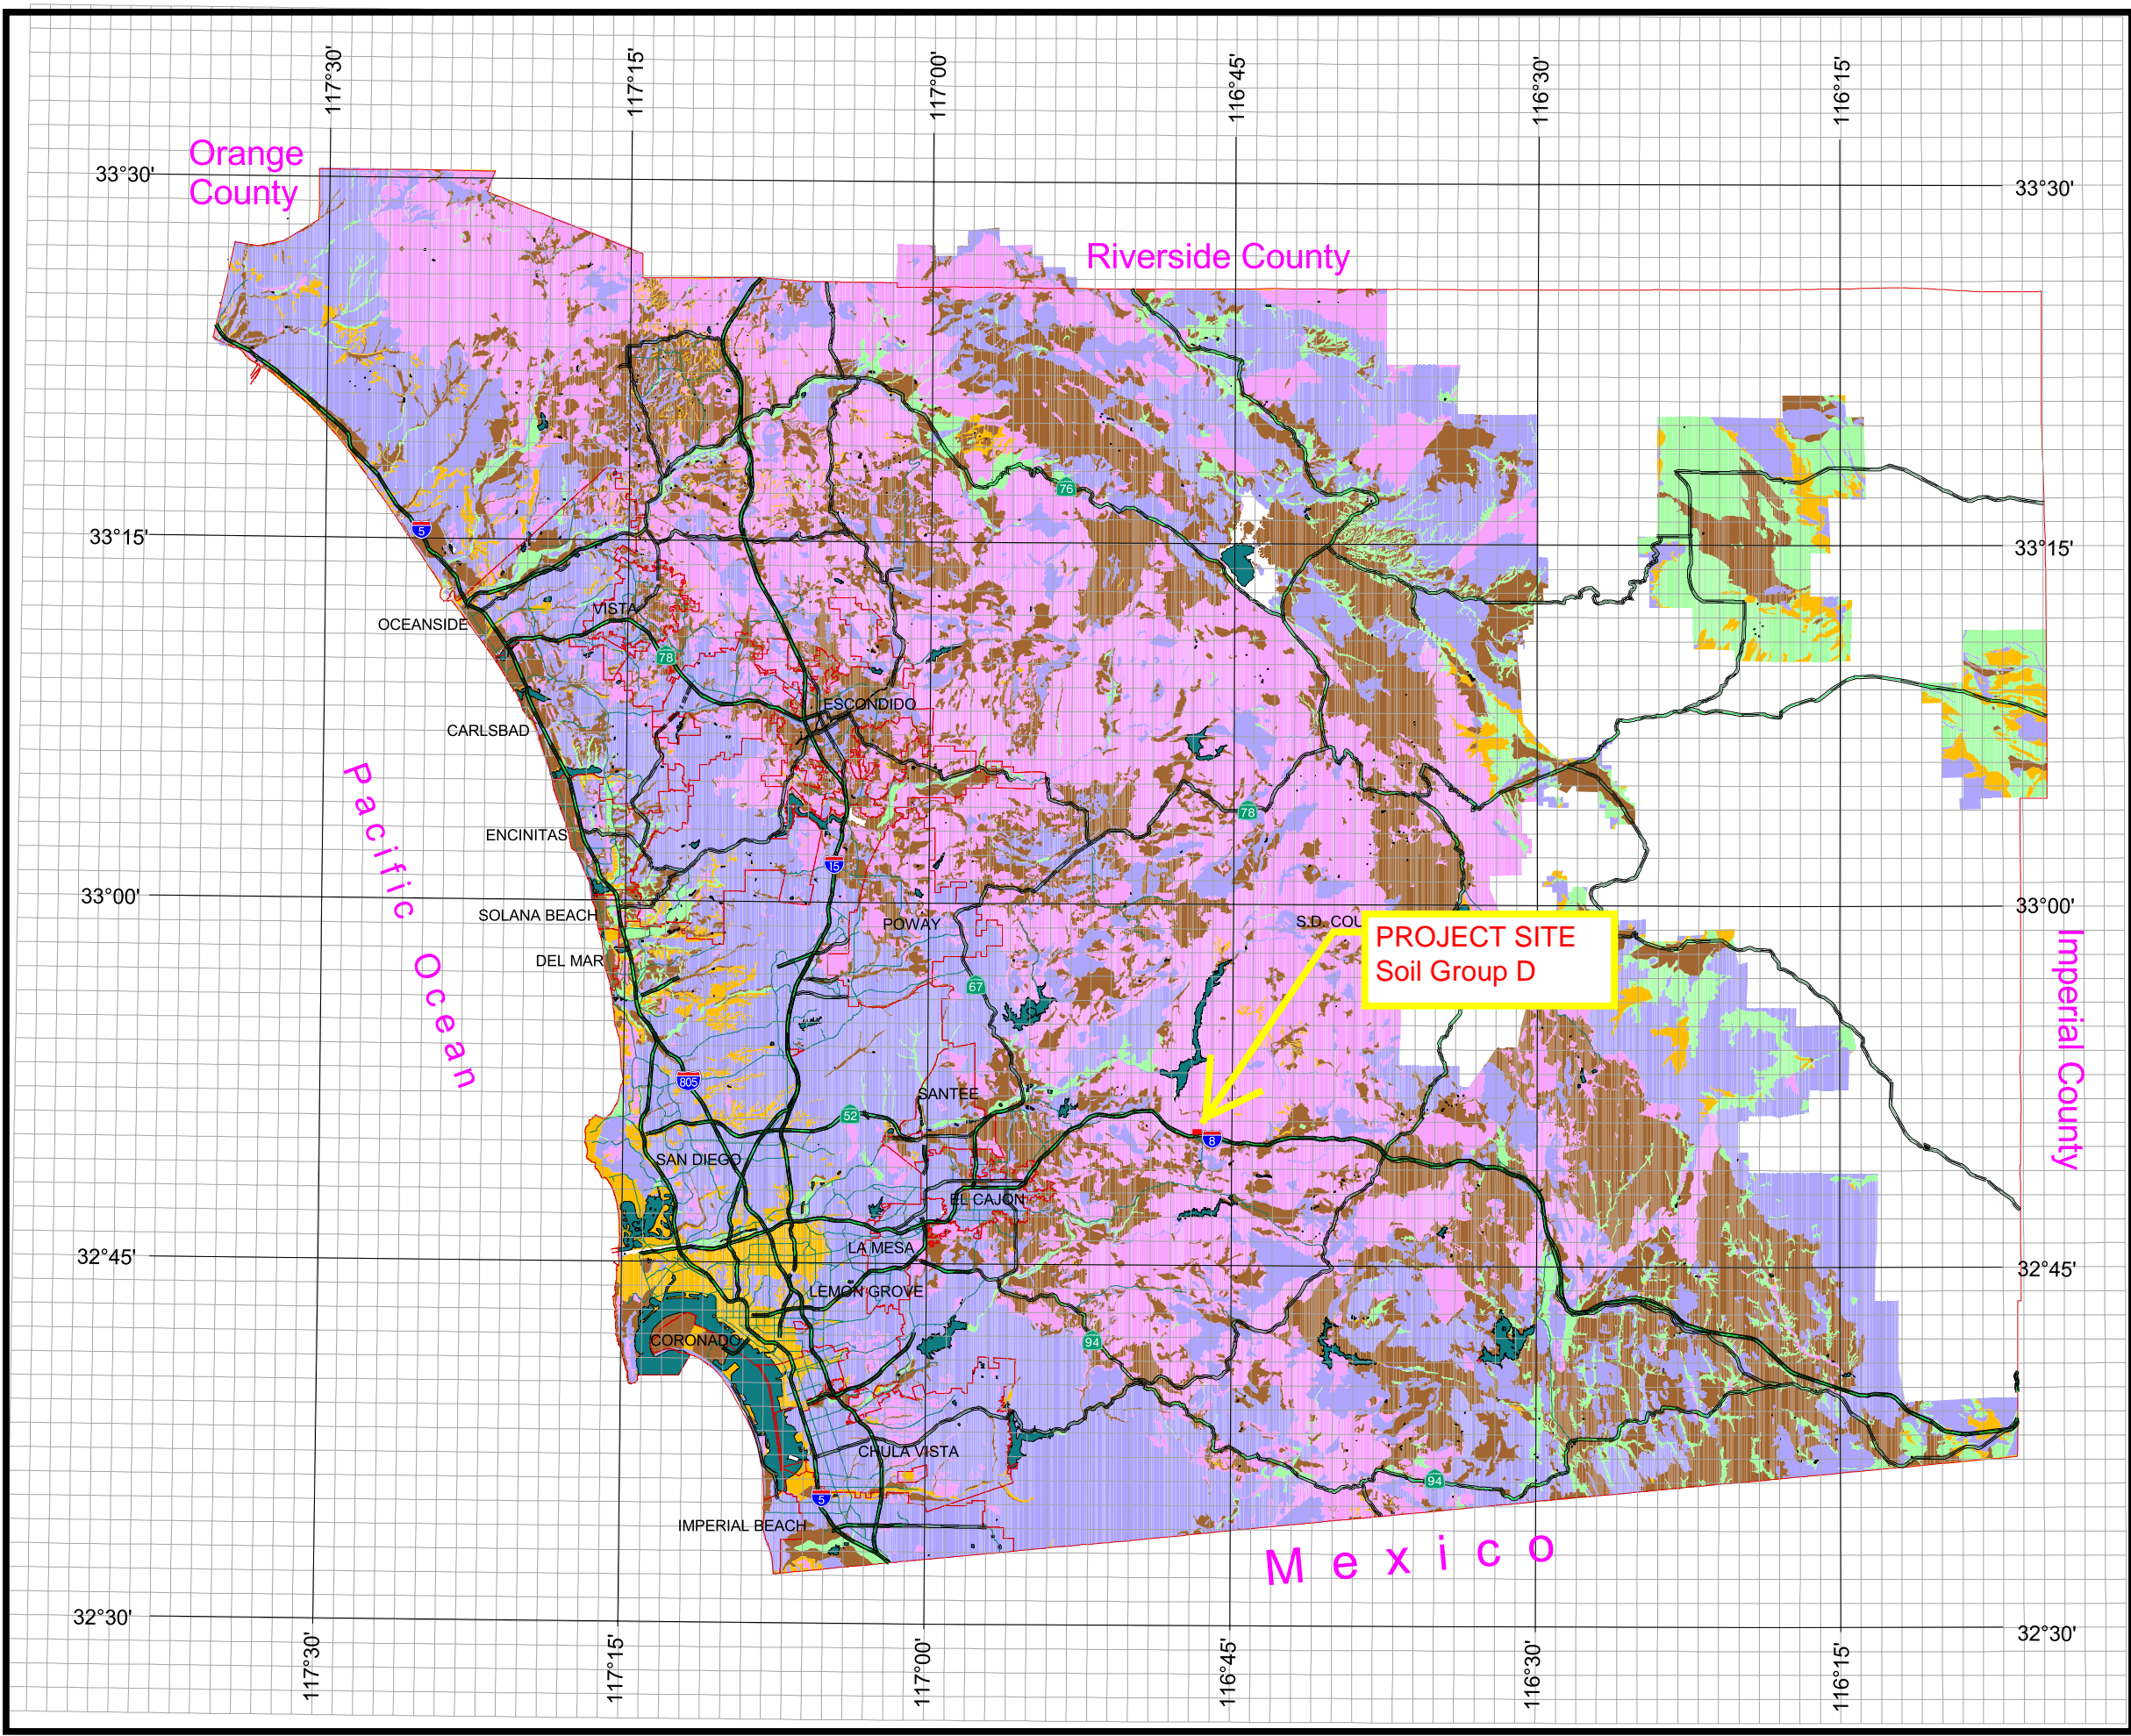 117°30'
117°15'
117°00'
116°45'
116°30'
116°15'
Orange
County
33°30'
33°30'
Riverside County
76
5
33°15'
33°15'
VISTA
OCEANSIDE
78
ESCONDIDO
CARLSBAD
Pacific Ocean
78
ENCINITAS
15
33°00'
33°00'
SOLANA BEACH
POWAY
S.D. COU
PROJECT SITE
Soil Group D
DEL MAR
Imperial County
67
805
SANTEE
52
8
SAN DIEGO
EL CAJON
LA MESA
32°45'
32°45'
LEMON GROVE
CORONADO
94
CHULA VISTA
94
5
IMPERIAL BEACH
Mexico
32°30'
32°30'
117°30'
117°15'
117°00'
116°45'
116°30'
116°15'